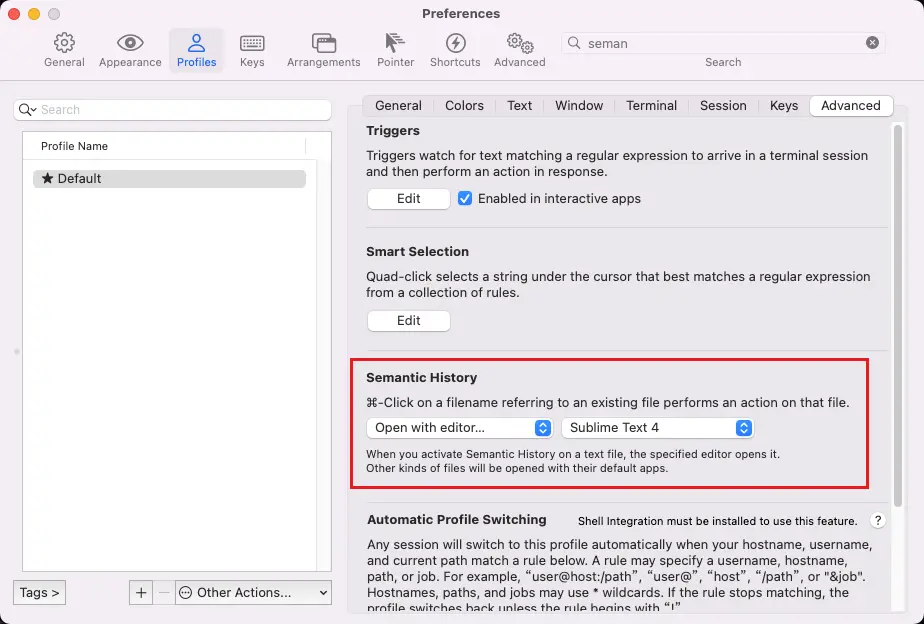 Preferences
General
Appearance
Profiles
Keys
Arrangements
Pointer
Shortcuts
Advanced
seman
Search
Search
Profile Name
★ Default
Tags >
+
−
Other Actions...
General
Colors
Text
Window
Terminal
Session
Keys
Advanced
Triggers
Triggers watch for text matching a regular expression to arrive in a terminal session
and then perform an action in response.
Edit
Enabled in interactive apps
Smart Selection
Quad-click selects a string under the cursor that best matches a regular expression
from a collection of rules.
Edit
Semantic History
⌘-Click on a filename referring to an existing file performs an action on that file.
Open with editor...
Sublime Text 4
When you activate Semantic History on a text file, the specified editor opens it.
Other kinds of files will be opened with their default apps.
Automatic Profile Switching
Shell Integration must be installed to use this feature.
?
Any session will switch to this profile automatically when your hostname, username,
and current path match a rule below. A rule may specify a username, hostname,
path, or job. For example, “user@host:/path”, “user@”, “host”, “/path”, or "&job".
Hostnames, paths, and jobs may use * wildcards. If the rule stops matching, the
profile switches back unless the rule begins with “!”